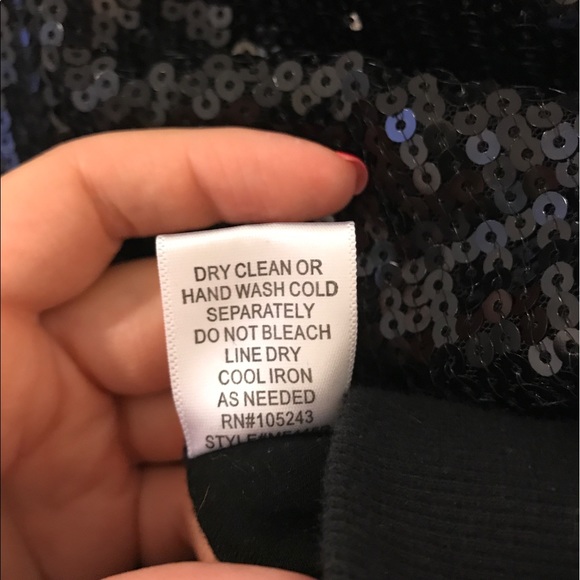 DRY CLEAN OR
HAND WASH COLD
SEPARATELY
DO NOT BLEACH
LINE DRY
COOL IRON
AS NEEDED
RN#105243